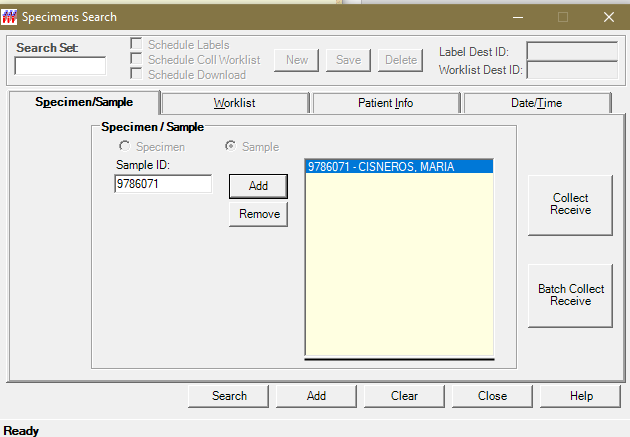 Specimens Search
Search Set:
Schedule Labels
Schedule Coll Worklist
Schedule Download
New
Save
Delete
Label Dest ID:
Worklist Dest ID:
Specimen/Sample
Worklist
Patient Info
Date/Time
Specimen / Sample
Specimen
Sample
Sample ID:
9786071
Add
Remove
9786071 - CISNEROS, MARIA
Collect
Receive
Batch Collect
Receive
Search
Add
Clear
Close
Help
Ready